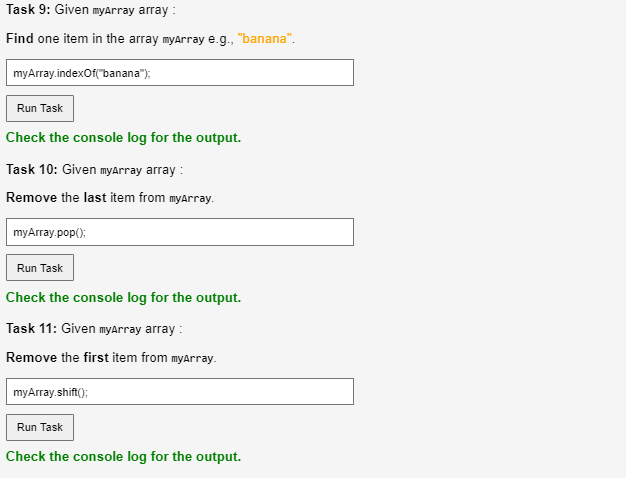 Task 9: Given myArray array :
Find one item in the array myArray e.g., "banana".
myArray.indexOf("banana");
Run Task
Check the console log for the output.
Task 10: Given myArray array :
Remove the last item from myArray.
myArray.pop();
Run Task
Check the console log for the output.
Task 11: Given myArray array :
Remove the first item from myArray.
myArray.shift();
Run Task
Check the console log for the output.